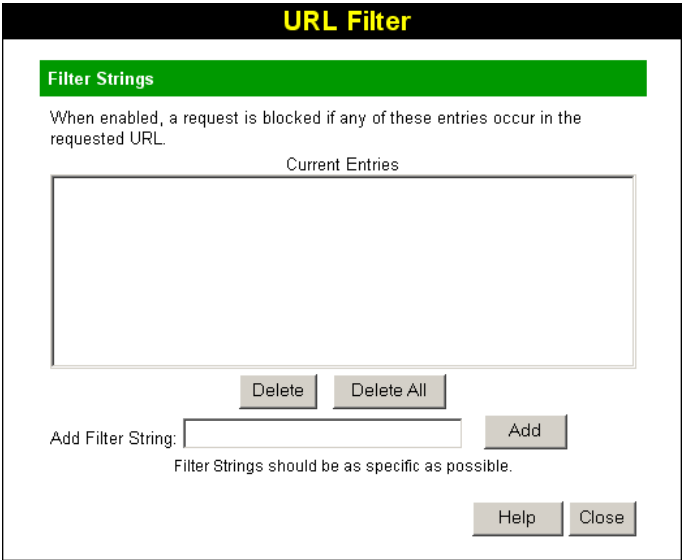 URL Filter
Filter Strings
When enabled, a request is blocked if any of these entries occur in the
requested URL.
Current Entries
Delete
Delete All
Add Filter String:
Add
Filter Strings should be as specific as possible.
Help
Close